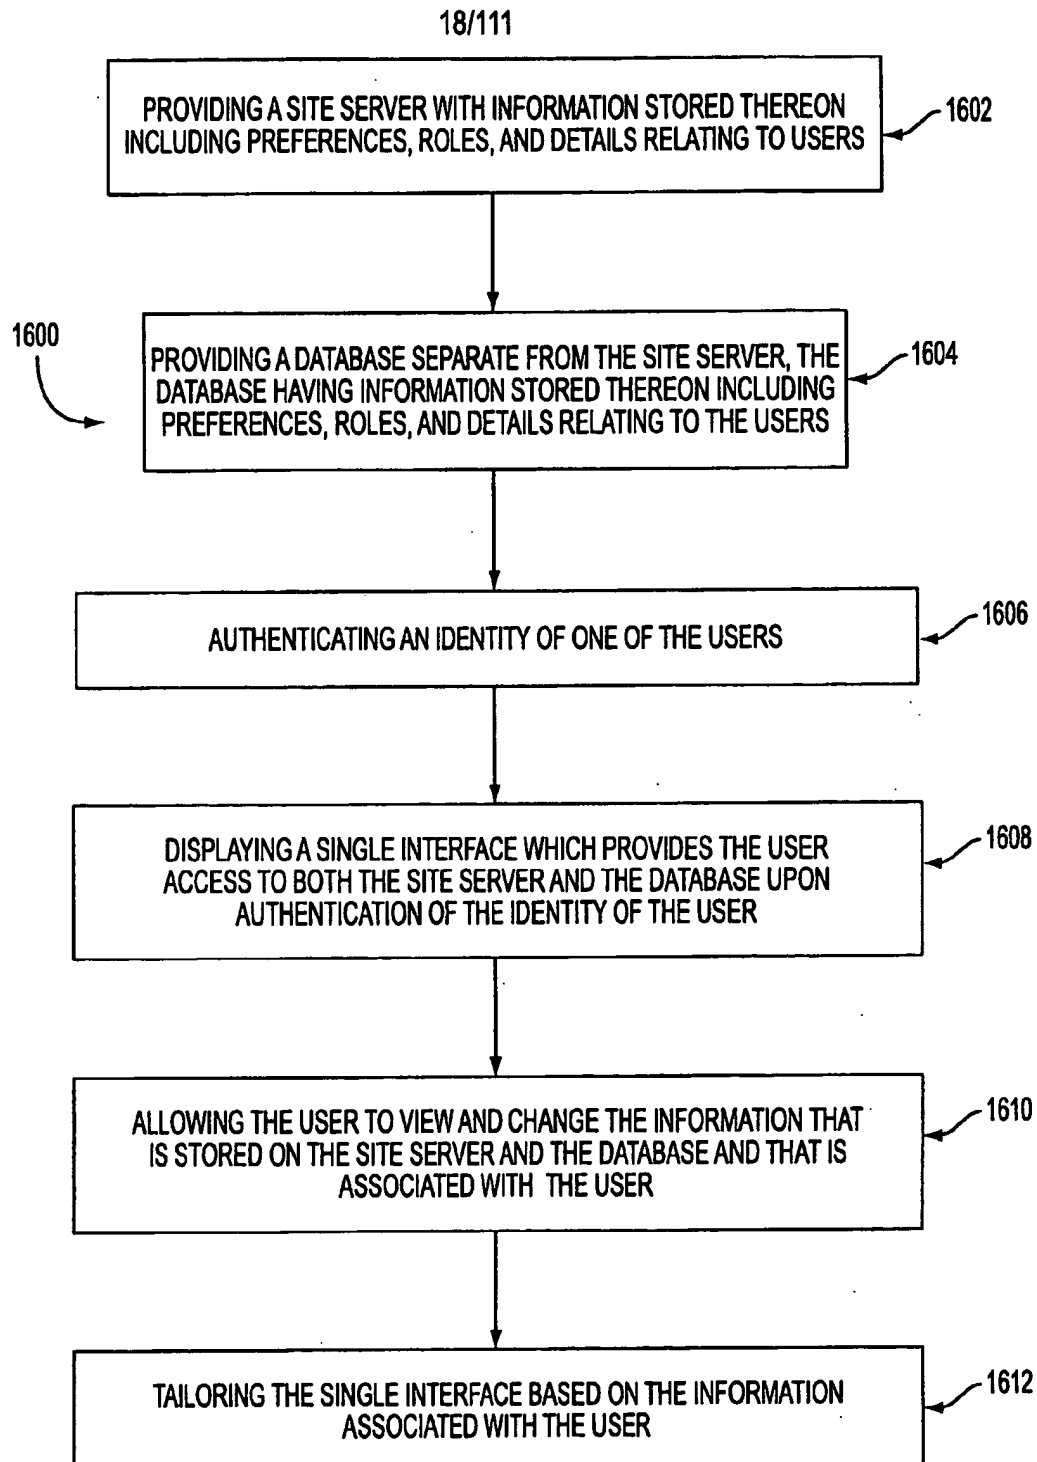 18/111
PROVIDING A SITE SERVER WITH INFORMATION STORED THEREON
INCLUDING PREFERENCES, ROLES, AND DETAILS RELATING TO USERS
1602
1600
PROVIDING A DATABASE SEPARATE FROM THE SITE SERVER, THE
DATABASE HAVING INFORMATION STORED THEREON INCLUDING
PREFERENCES, ROLES, AND DETAILS RELATING TO THE USERS
1604
AUTHENTICATING AN IDENTITY OF ONE OF THE USERS
1606
DISPLAYING A SINGLE INTERFACE WHICH PROVIDES THE USER
ACCESS TO BOTH THE SITE SERVER AND THE DATABASE UPON
AUTHENTICATION OF THE IDENTITY OF THE USER
1608
ALLOWING THE USER TO VIEW AND CHANGE THE INFORMATION THAT
IS STORED ON THE SITE SERVER AND THE DATABASE AND THAT IS
ASSOCIATED WITH THE USER
1610
TAILORING THE SINGLE INTERFACE BASED ON THE INFORMATION
ASSOCIATED WITH THE USER
1612